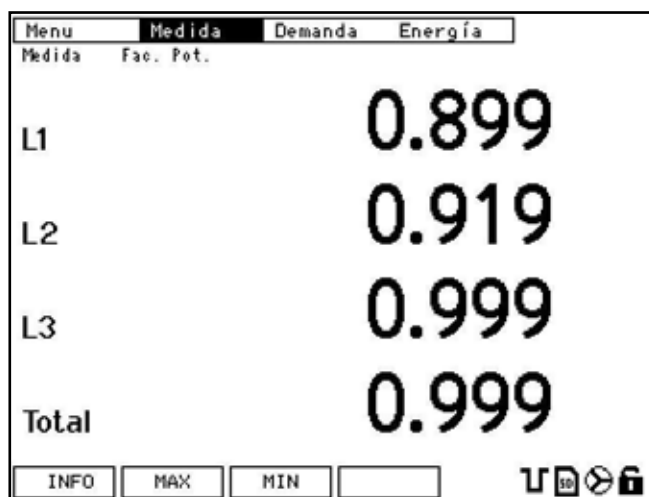 Menu Medida Demanda Energía
Medida Fac. Pot.
L1 0.899
L2 0.919
L3 0.999
Total 0.999
INFO MAX MIN SD